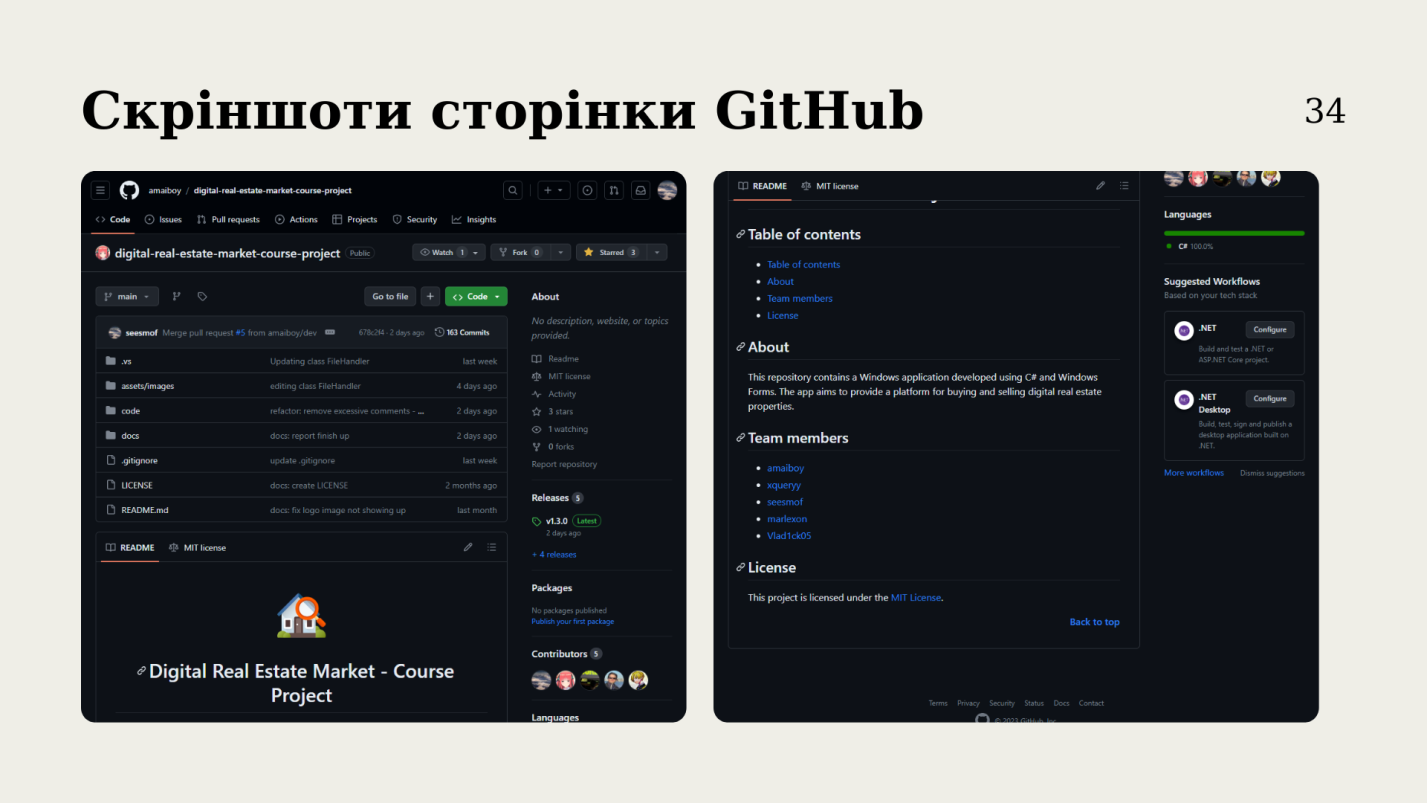 Скріншоти сторінки GitHub
34
amaiboy / digital-real-estate-market-course-project
Code Issues Pull requests Actions Projects Security Insights
digital-real-estate-market-course-project Public Watch 1 Fork 0 Starred 3
main Go to file + Code
seesmof Merge pull request #5 from amaiboy/dev 678c2f4 · 2 days ago 163 Commits
.vs Updating class FileHandler last week
assets/images editing class FileHandler 4 days ago
code refactor: remove excessive comments - ... 2 days ago
docs docs: report finish up 2 days ago
.gitignore update .gitignore last week
LICENSE docs: create LICENSE 2 months ago
README.md docs: fix logo image not showing up last month
README MIT license
Digital Real Estate Market - Course
Project
About
No description, website, or topics
provided.
Readme
MIT license
Activity
3 stars
1 watching
0 forks
Report repository
Releases 5
v1.3.0 Latest
2 days ago
+ 4 releases
Packages
No packages published
Publish your first package
Contributors 5
Languages
README MIT license
Table of contents
Table of contents
About
Team members
License
About
This repository contains a Windows application developed using C# and Windows
Forms. The app aims to provide a platform for buying and selling digital real estate
properties.
Team members
amaiboy
xqueryy
seesmof
marlexon
Vlad1ck05
License
This project is licensed under the MIT License.
Back to top
Languages
C# 100.0%
Suggested Workflows
Based on your tech stack
.NET Configure
Build and test a .NET or
ASP.NET Core project.
.NET
Desktop Configure
Build, test, sign and publish a
desktop application built on
.NET.
More workflows Dismiss suggestions
Terms Privacy Security Status Docs Contact
© 2023 GitHub, Inc.